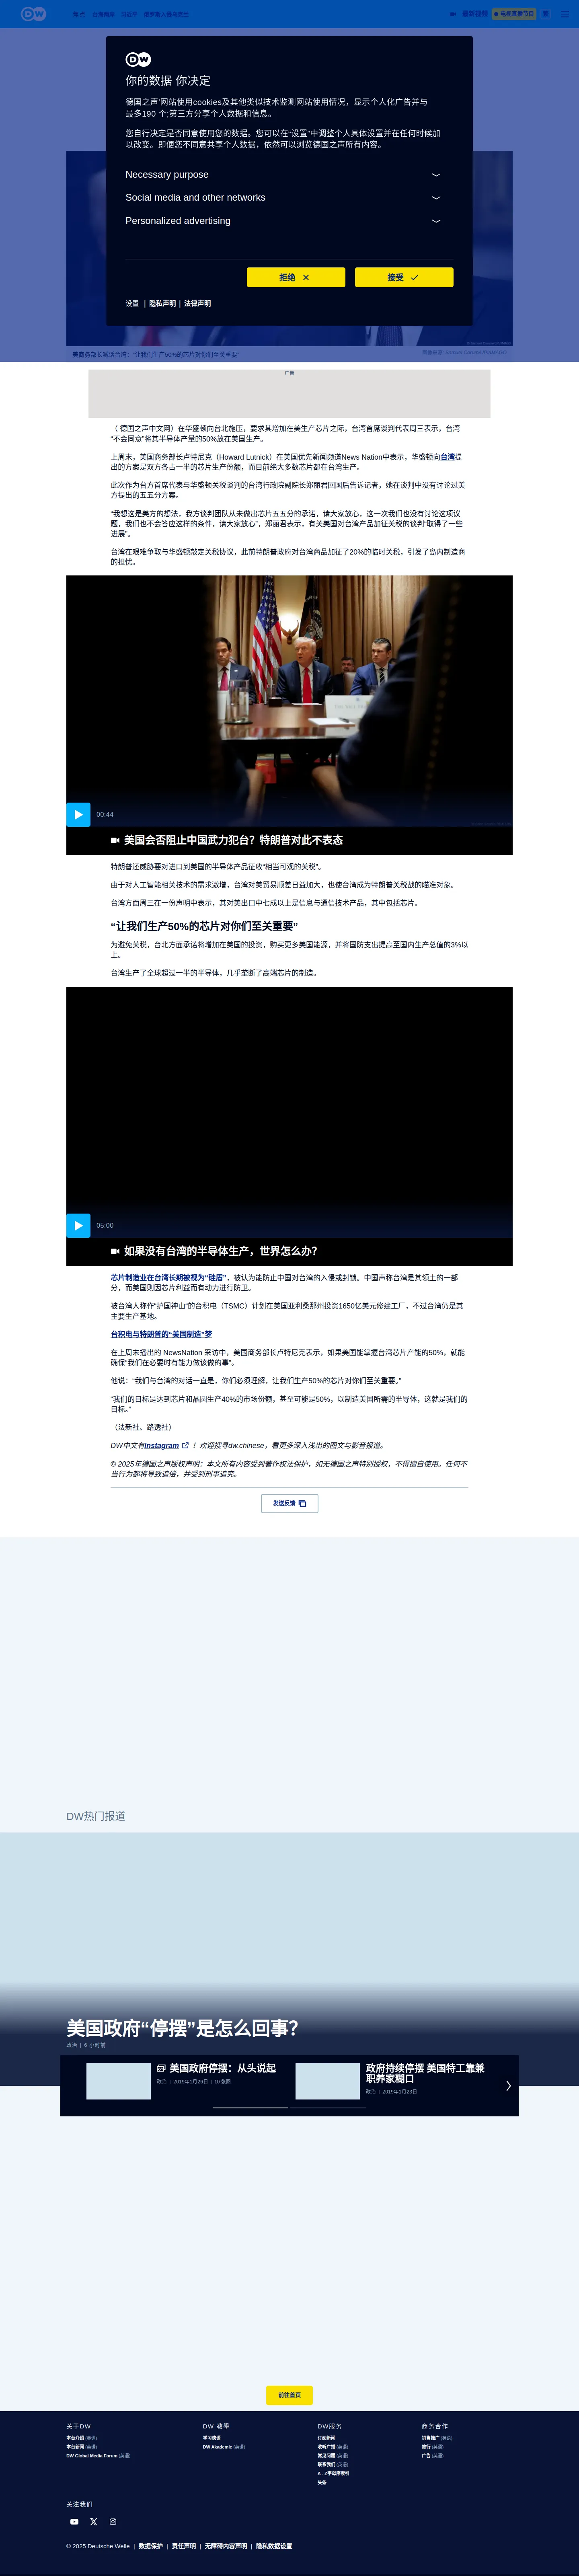 焦点
台海两岸
习近平
俄罗斯入侵乌克兰
最新视频
电视直播节目
繁
DW
你的数据 你决定
德国之声'网站使用cookies及其他类似技术监测网站使用情况，显示个人化广告并与
最多190 个;第三方分享个人数据和信息。
您自行决定是否同意使用您的数据。您可以在“设置”中调整个人具体设置并在任何时候加
以改变。即便您不同意共享个人数据，依然可以浏览德国之声所有内容。
Necessary purpose
Social media and other networks
Personalized advertising
拒绝
接受
设置 | 隐私声明 | 法律声明
美商务部长喊话台湾：“让我们生产50%的芯片对你们至关重要”
广告
（ 德国之声中文网）在华盛顿向台北施压，要求其增加在美生产芯片之际，台湾首席谈判代表周三表示，台湾
“不会同意”将其半导体产量的50%放在美国生产。
上周末，美国商务部长卢特尼克（Howard Lutnick）在美国优先新闻频道News Nation中表示，华盛顿向台湾提
出的方案是双方各占一半的芯片生产份额，而目前绝大多数芯片都在台湾生产。
此次作为台方首席代表与华盛顿关税谈判的台湾行政院副院长郑丽君回国后告诉记者，她在谈判中没有讨论过美
方提出的五五分方案。
“我想这是美方的想法，我方谈判团队从未做出芯片五五分的承诺，请大家放心，这一次我们也没有讨论这项议
题，我们也不会答应这样的条件，请大家放心”，郑丽君表示，有关美国对台湾产品加征关税的谈判“取得了一些
进展”。
台湾在艰难争取与华盛顿敲定关税协议，此前特朗普政府对台湾商品加征了20%的临时关税，引发了岛内制造商
的担忧。
00:44
美国会否阻止中国武力犯台？特朗普对此不表态
特朗普还威胁要对进口到美国的半导体产品征收“相当可观的关税”。
由于对人工智能相关技术的需求激增，台湾对美贸易顺差日益加大，也使台湾成为特朗普关税战的瞄准对象。
台湾方面周三在一份声明中表示，其对美出口中七成以上是信息与通信技术产品，其中包括芯片。
“让我们生产50%的芯片对你们至关重要”
为避免关税，台北方面承诺将增加在美国的投资，购买更多美国能源，并将国防支出提高至国内生产总值的3%以
上。
台湾生产了全球超过一半的半导体，几乎垄断了高端芯片的制造。
05:00
如果没有台湾的半导体生产，世界怎么办？
芯片制造业在台湾长期被视为“硅盾”，被认为能防止中国对台湾的入侵或封锁。中国声称台湾是其领土的一部
分，而美国则因芯片利益而有动力进行防卫。
被台湾人称作“护国神山”的台积电（TSMC）计划在美国亚利桑那州投资1650亿美元修建工厂，不过台湾仍是其
主要生产基地。
台积电与特朗普的“美国制造”梦
在上周末播出的 NewsNation 采访中，美国商务部长卢特尼克表示，如果美国能掌握台湾芯片产能的50%，就能
确保“我们在必要时有能力做该做的事”。
他说：“我们与台湾的对话一直是，你们必须理解，让我们生产50%的芯片对你们至关重要。”
“我们的目标是达到芯片和晶圆生产40%的市场份额，甚至可能是50%，以制造美国所需的半导体，这就是我们的
目标。”
（法新社、路透社）
DW中文有Instagram ！欢迎搜寻dw.chinese，看更多深入浅出的图文与影音报道。
© 2025年德国之声版权声明：本文所有内容受到著作权法保护，如无德国之声特别授权，不得擅自使用。任何不
当行为都将导致追偿，并受到刑事追究。
发送反馈
DW热门报道
美国政府“停摆”是怎么回事？
政治 | 6 小时前
美国政府停摆：从头说起
政治 | 2019年1月26日 | 10 张图
政府持续停摆 美国特工靠兼
职养家糊口
政治 | 2019年1月23日
前往首页
关于DW
本台介绍 (英语)
本台新闻 (英语)
DW Global Media Forum (英语)
DW 教學
学习德语
DW Akademie (英语)
DW服务
订阅新闻
收听广播 (英语)
常见问题 (英语)
联系我们 (英语)
A - Z字母序索引
头条
商务合作
销售推广 (英语)
旅行 (英语)
广告 (英语)
关注我们
© 2025 Deutsche Welle | 数据保护 | 责任声明 | 无障碍内容声明 | 隐私数据设置